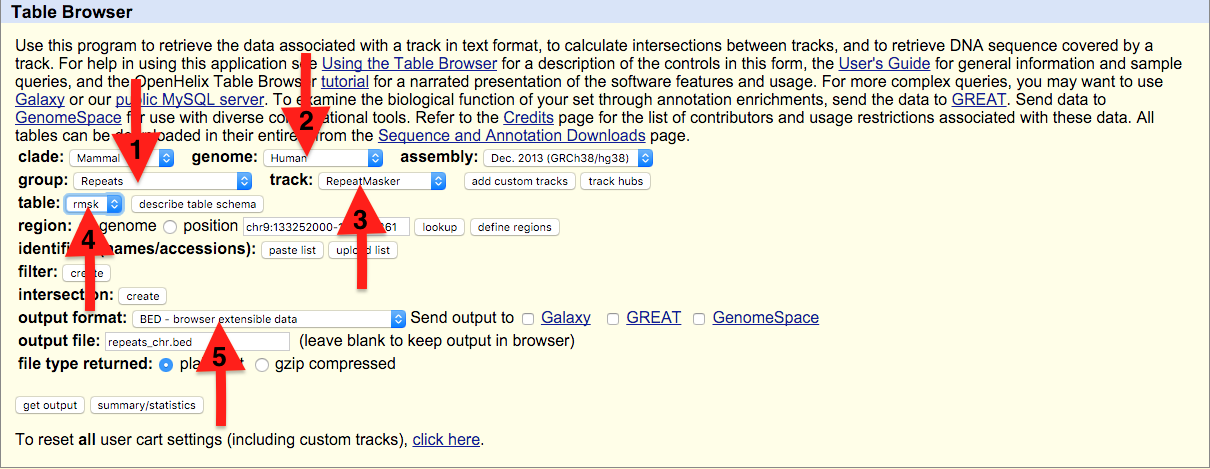 Table Browser
Use this program to retrieve the data associated with a track in text format, to calculate intersections between tracks, and to retrieve DNA sequence covered by a
track. For help in using this application see Using the Table Browser for a description of the controls in this form, the User's Guide for general information and sample
queries, and the OpenHelix Table Browser tutorial for a narrated presentation of the software features and usage. For more complex queries, you may want to use
Galaxy or our public MySQL server. To examine the biological function of your set through annotation enrichments, send the data to GREAT. Send data to
GenomeSpace for use with diverse computational tools. Refer to the Credits page for the list of contributors and usage restrictions associated with these data. All
tables can be downloaded in their entirety from the Sequence and Annotation Downloads page.
1 2
clade: Mammal genome: Human assembly: Dec. 2013 (GRCh38/hg38)
group: Repeats track: RepeatMasker add custom tracks track hubs
table: rmsk describe table schema
3
region: genome position chr9:133252000- 61 lookup define regions
4
identifiers (names/accessions): paste list upload list
filter: create
intersection: create
output format: BED - browser extensible data Send output to Galaxy GREAT GenomeSpace
output file: repeats_chr.bed (leave blank to keep output in browser)
5
file type returned: plain text gzip compressed
get output summary/statistics
To reset all user cart settings (including custom tracks), click here.